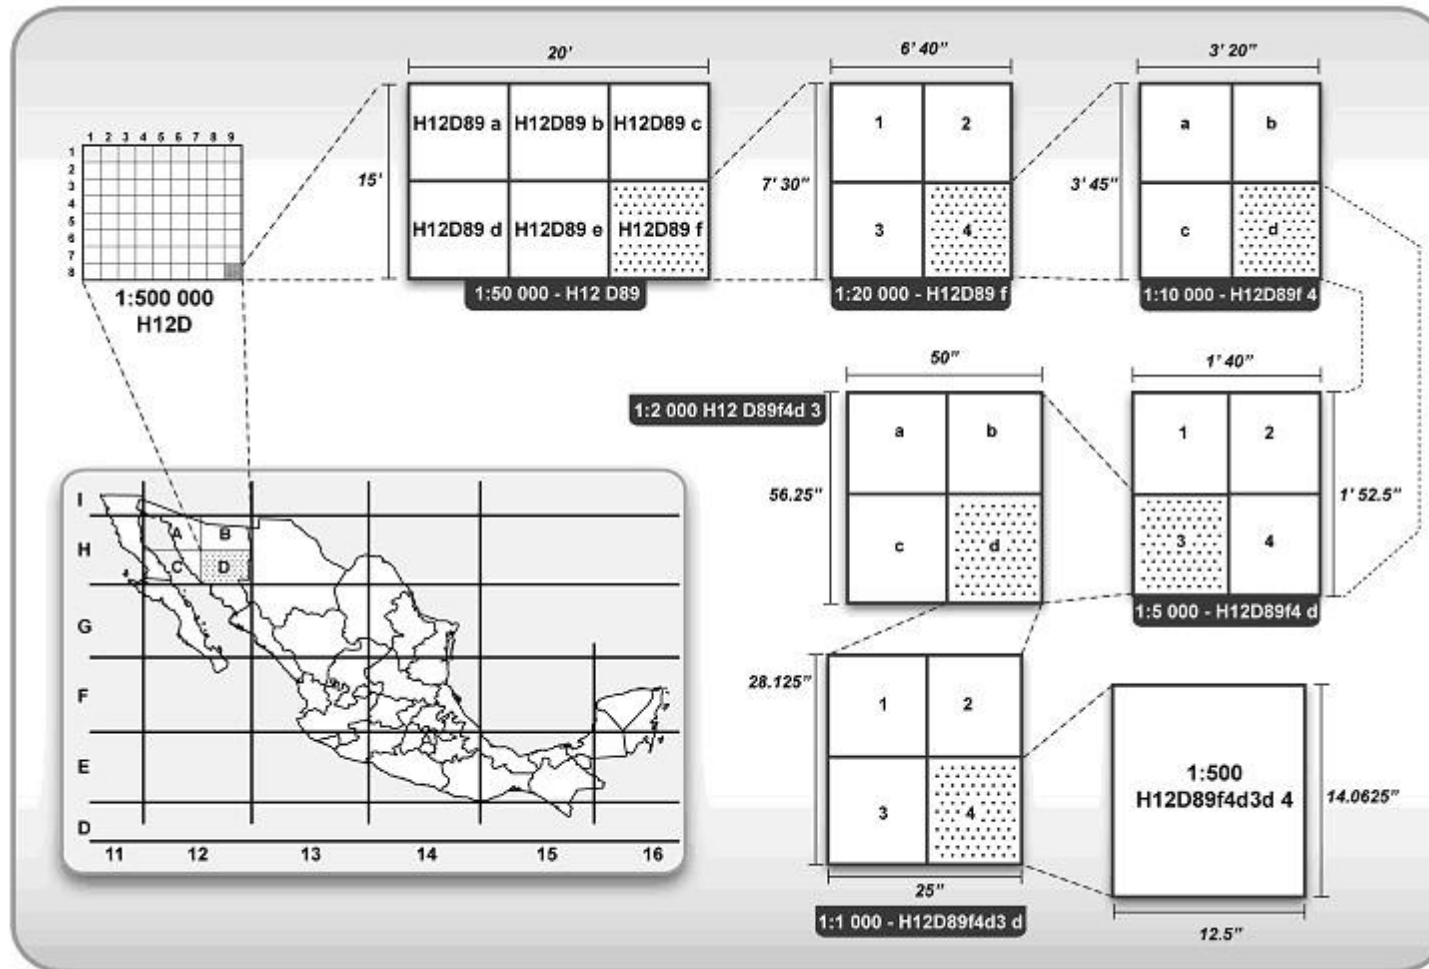 1 2 3 4 5 6 7 8 9
1
2
3
4
5
6
7
8
1:500 000
H12D
20'
15'
H12D89 a H12D89 b H12D89 c
H12D89 d H12D89 e H12D89 f
1:50 000 - H12 D89
6' 40"
7' 30"
1 2
3 4
1:20 000 - H12D89 f
3' 20"
3' 45"
a b
c d
1:10 000 - H12D89f 4
50"
1:2 000 H12 D89f4d 3
56.25"
a b
c d
1' 40"
1 2
3 4
1' 52.5"
1:5 000 - H12D89f4 d
28.125"
1 2
3 4
25"
1:1 000 - H12D89f4d3 d
1:500
H12D89f4d3d 4
14.0625"
12.5"
I
H
G
F
E
D
A B
C D
11 12 13 14 15 16